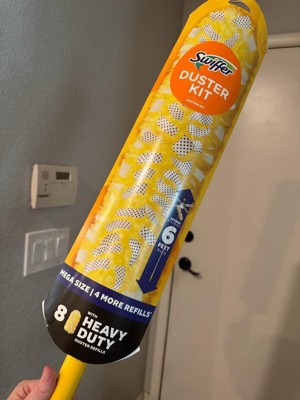 Swiffer
DUSTER
KIT
6
FEET
MEGA SIZE | 4 MORE REFILLS*
8
WITH
HEAVY
DUTY
DUSTER REFILLS